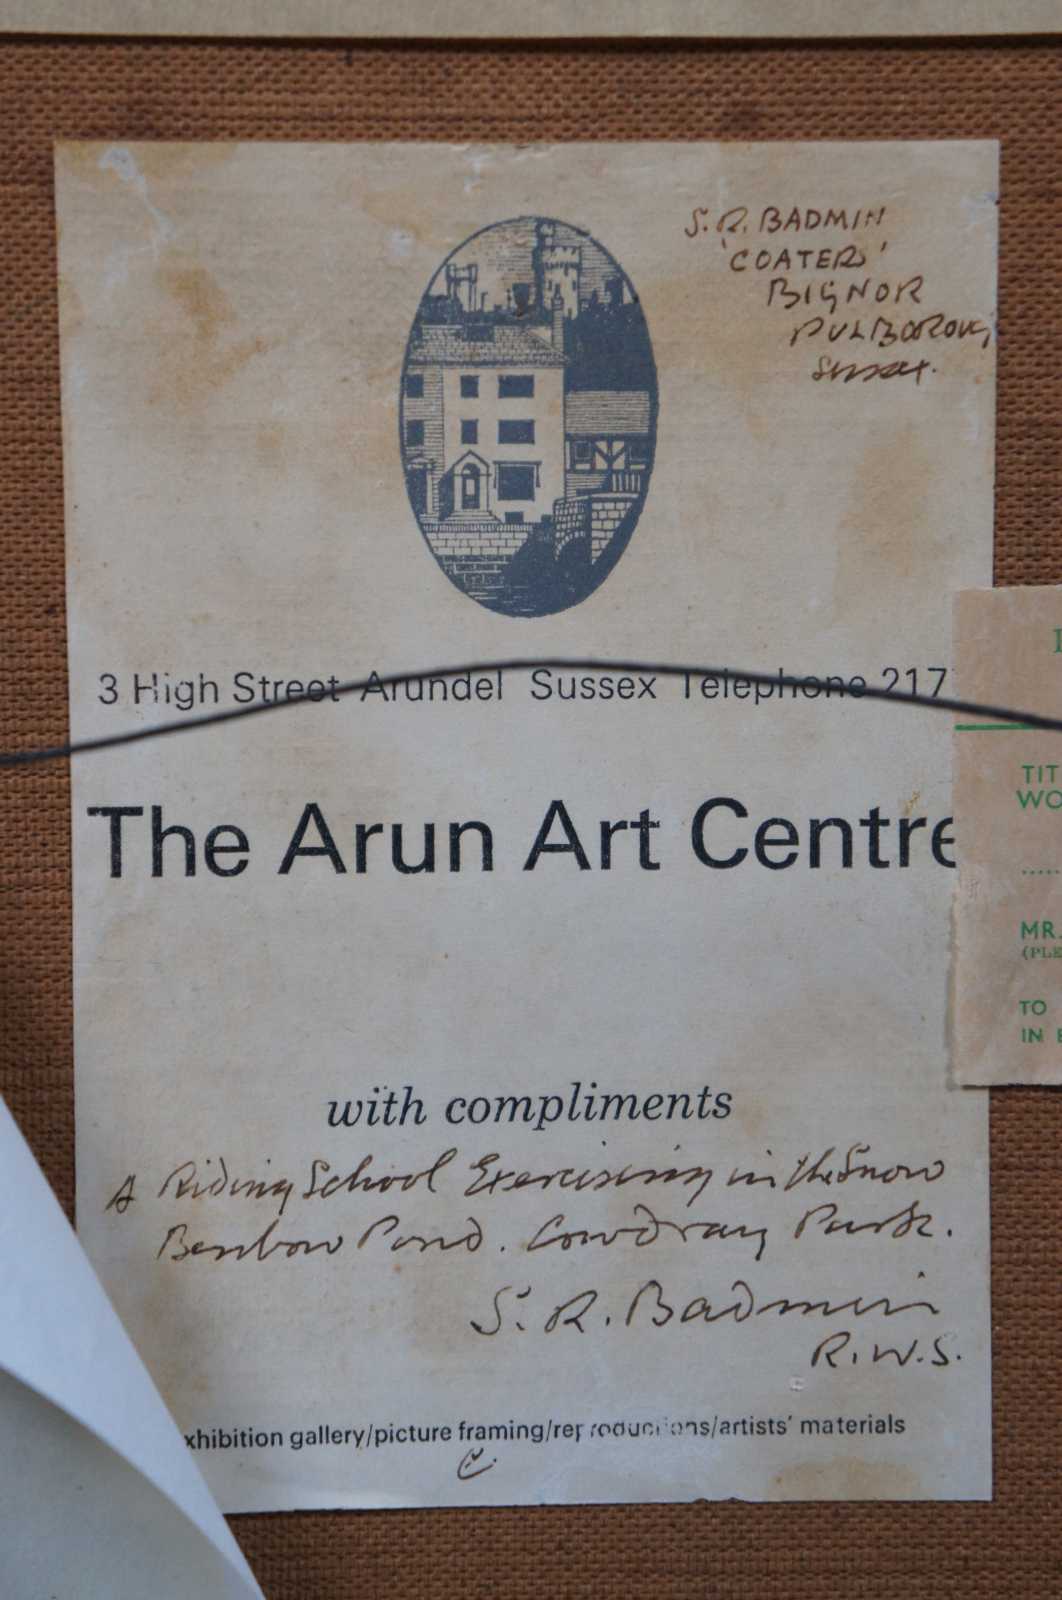 S. R. BADMIN
'COATERS'
BIGNOR
PULBOROUG
Sussex.
3 High Street Arundel Sussex Telephone 217
The Arun Art Centre
with compliments
A Riding School Exercising in the Snow
Benbow Pond. Cowdray Park.
S. R. Badmin
R.W.S.
xhibition gallery/picture framing/reproductions/artists' materials
TIT
WO
.....
MR.
(PLE
TO
IN